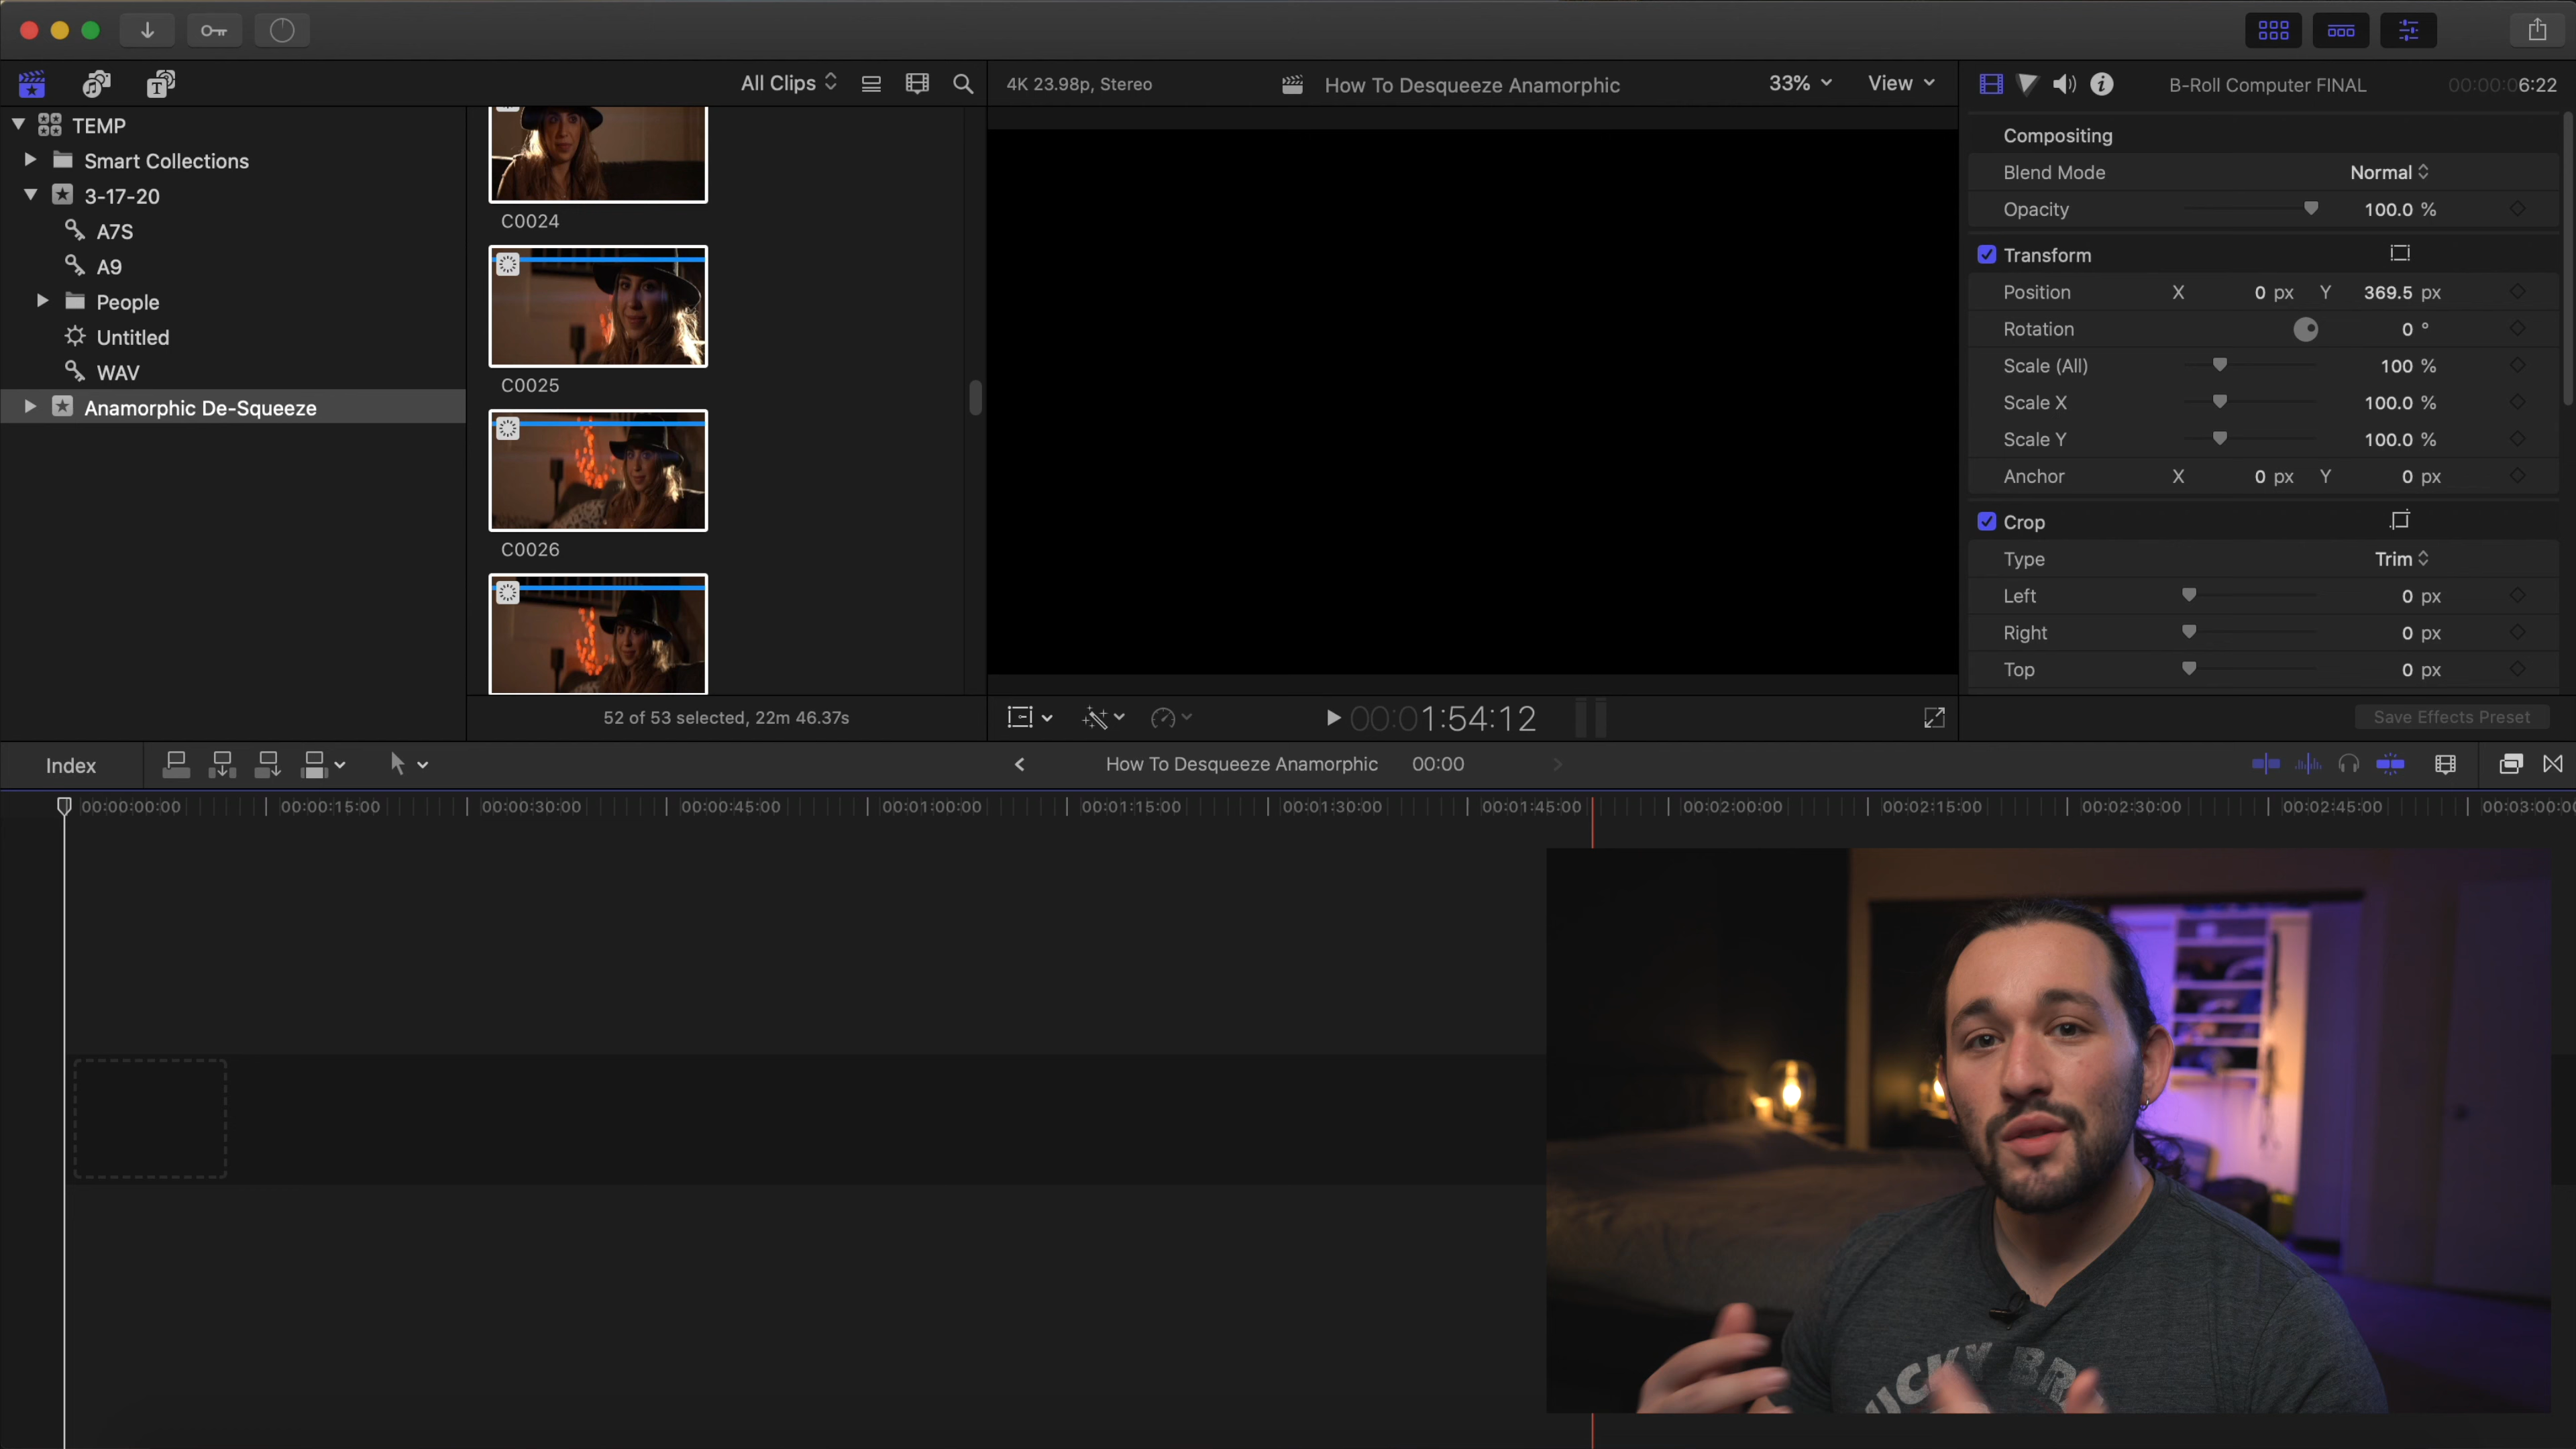 All Clips
4K 23.98p, Stereo
How To Desqueeze Anamorphic
33%
View
B-Roll Computer FINAL
00:00:06:22
TEMP
Smart Collections
3-17-20
A7S
A9
People
Untitled
WAV
Anamorphic De-Squeeze
C0024
C0025
C0026
52 of 53 selected, 22m 46.37s
00:01:54:12
Compositing
Blend Mode Normal
Opacity 100.0 %
Transform
Position X 0 px Y 369.5 px
Rotation 0 °
Scale (All) 100 %
Scale X 100.0 %
Scale Y 100.0 %
Anchor X 0 px Y 0 px
Crop
Type Trim
Left 0 px
Right 0 px
Top 0 px
Save Effects Preset
Index
How To Desqueeze Anamorphic 00:00
00:00:00:00 00:00:15:00 00:00:30:00 00:00:45:00 00:01:00:00 00:01:15:00 00:01:30:00 00:01:45:00 00:02:00:00 00:02:15:00 00:02:30:00 00:02:45:00 00:03:00:0
UCKY BR